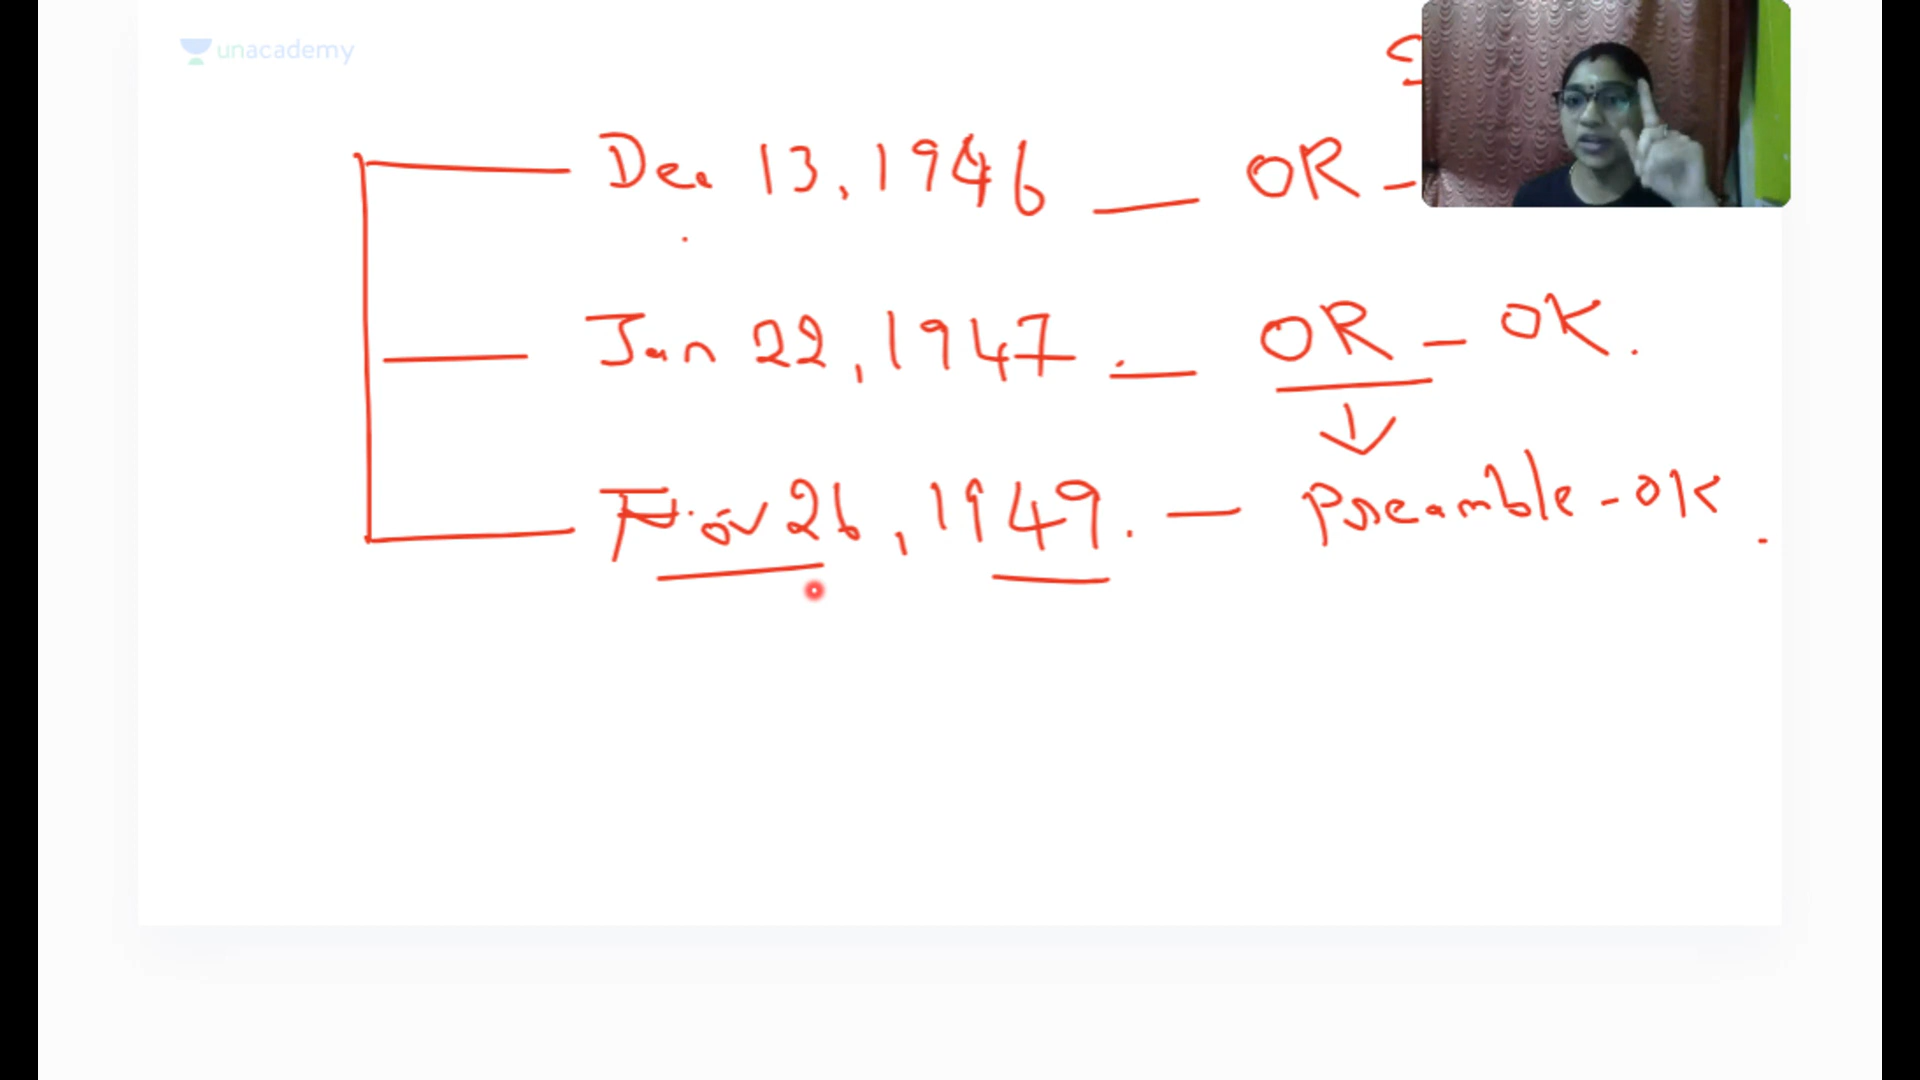 unacademy
S
Dec 13, 1946 — OR -
Jan 22, 1947. — OR - OK.
Nov 26, 1949. — Preamble - OK.